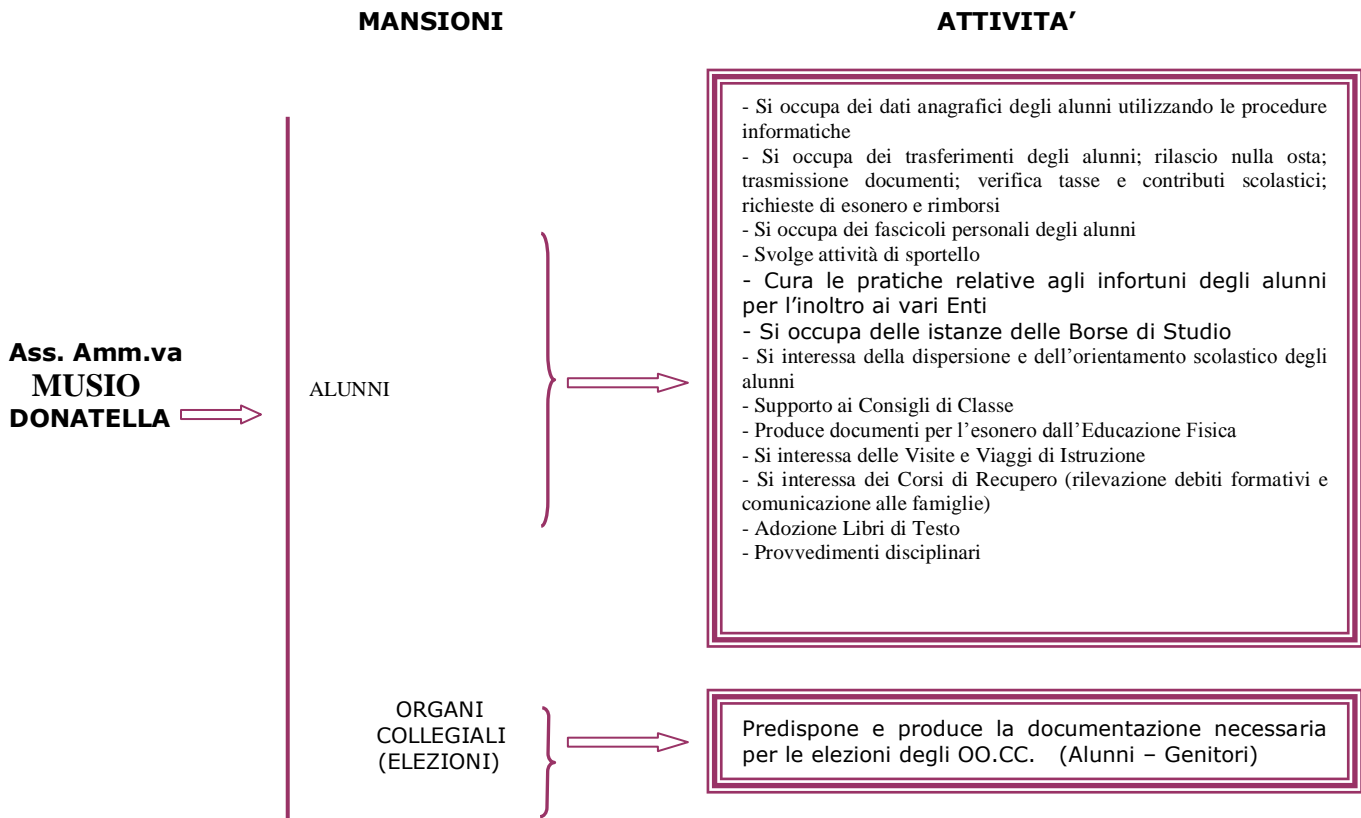 MANSIONI
ATTIVITA’
Ass. Amm.va
MUSIO
DONATELLA
ALUNNI
- Si occupa dei dati anagrafici degli alunni utilizzando le procedure
informatiche
- Si occupa dei trasferimenti degli alunni; rilascio nulla osta;
trasmissione documenti; verifica tasse e contributi scolastici;
richieste di esonero e rimborsi
- Si occupa dei fascicoli personali degli alunni
- Svolge attività di sportello
- Cura le pratiche relative agli infortuni degli alunni
per l’inoltro ai vari Enti
- Si occupa delle istanze delle Borse di Studio
- Si interessa della dispersione e dell’orientamento scolastico degli
alunni
- Supporto ai Consigli di Classe
- Produce documenti per l’esonero dall’Educazione Fisica
- Si interessa delle Visite e Viaggi di Istruzione
- Si interessa dei Corsi di Recupero (rilevazione debiti formativi e
comunicazione alle famiglie)
- Adozione Libri di Testo
- Provvedimenti disciplinari
ORGANI
COLLEGIALI
(ELEZIONI)
Predispone e produce la documentazione necessaria
per le elezioni degli OO.CC. (Alunni – Genitori)